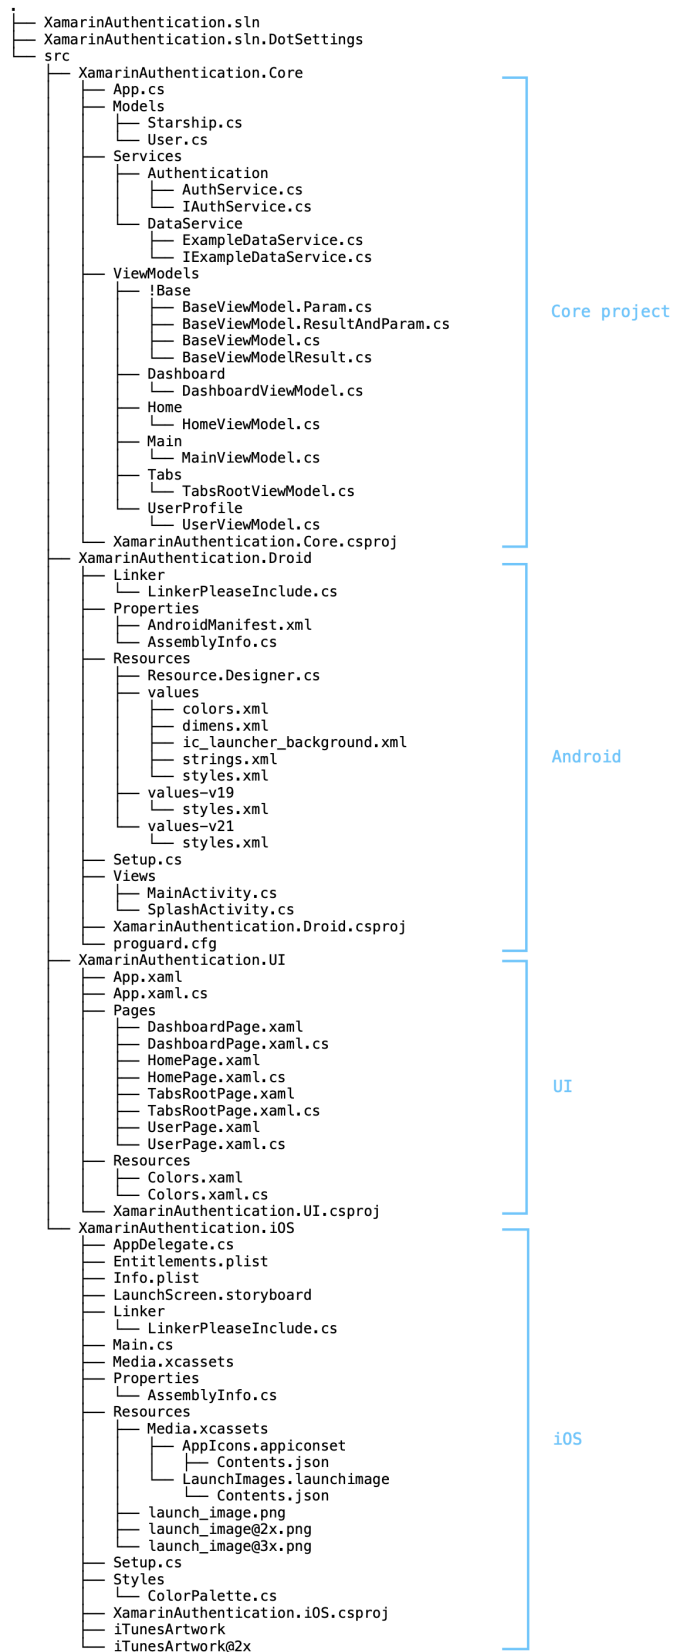 .
├── XamarinAuthentication.sln
├── XamarinAuthentication.sln.DotSettings
└── src
    ├── XamarinAuthentication.Core
    │   ├── App.cs
    │   ├── Models
    │   │   ├── Starship.cs
    │   │   └── User.cs
    │   ├── Services
    │   │   ├── Authentication
    │   │   │   ├── AuthService.cs
    │   │   │   └── IAuthService.cs
    │   │   └── DataService
    │   │       ├── ExampleDataService.cs
    │   │       └── IExampleDataService.cs
    │   ├── ViewModels
    │   │   ├── !Base
    │   │   │   ├── BaseViewModel.Param.cs
    │   │   │   ├── BaseViewModel.ResultAndParam.cs
    │   │   │   ├── BaseViewModel.cs
    │   │   │   └── BaseViewModelResult.cs
    │   │   ├── Dashboard
    │   │   │   └── DashboardViewModel.cs
    │   │   ├── Home
    │   │   │   └── HomeViewModel.cs
    │   │   ├── Main
    │   │   │   └── MainViewModel.cs
    │   │   ├── Tabs
    │   │   │   └── TabsRootViewModel.cs
    │   │   └── UserProfile
    │   │       └── UserViewModel.cs
    │   └── XamarinAuthentication.Core.csproj
Core project
    ├── XamarinAuthentication.Droid
    │   ├── Linker
    │   │   └── LinkerPleaseInclude.cs
    │   ├── Properties
    │   │   ├── AndroidManifest.xml
    │   │   └── AssemblyInfo.cs
    │   ├── Resources
    │   │   ├── Resource.Designer.cs
    │   │   ├── values
    │   │   │   ├── colors.xml
    │   │   │   ├── dimens.xml
    │   │   │   ├── ic_launcher_background.xml
    │   │   │   ├── strings.xml
    │   │   │   └── styles.xml
    │   │   ├── values-v19
    │   │   │   └── styles.xml
    │   │   └── values-v21
    │   │       └── styles.xml
    │   ├── Setup.cs
    │   ├── Views
    │   │   ├── MainActivity.cs
    │   │   └── SplashActivity.cs
    │   ├── XamarinAuthentication.Droid.csproj
    │   └── proguard.cfg
Android
    ├── XamarinAuthentication.UI
    │   ├── App.xaml
    │   ├── App.xaml.cs
    │   ├── Pages
    │   │   ├── DashboardPage.xaml
    │   │   ├── DashboardPage.xaml.cs
    │   │   ├── HomePage.xaml
    │   │   ├── HomePage.xaml.cs
    │   │   ├── TabsRootPage.xaml
    │   │   ├── TabsRootPage.xaml.cs
    │   │   ├── UserPage.xaml
    │   │   └── UserPage.xaml.cs
    │   ├── Resources
    │   │   ├── Colors.xaml
    │   │   └── Colors.xaml.cs
    │   └── XamarinAuthentication.UI.csproj
UI
    └── XamarinAuthentication.iOS
        ├── AppDelegate.cs
        ├── Entitlements.plist
        ├── Info.plist
        ├── LaunchScreen.storyboard
        ├── Linker
        │   └── LinkerPleaseInclude.cs
        ├── Main.cs
        ├── Media.xcassets
        ├── Properties
        │   └── AssemblyInfo.cs
        ├── Resources
        │   ├── Media.xcassets
        │   │   ├── AppIcons.appiconset
        │   │   │   ├── Contents.json
        │   │   └── LaunchImages.launchimage
        │   │       └── Contents.json
        │   ├── launch_image.png
        │   ├── launch_image@2x.png
        │   └── launch_image@3x.png
        ├── Setup.cs
        ├── Styles
        │   └── ColorPalette.cs
        ├── XamarinAuthentication.iOS.csproj
        ├── iTunesArtwork
        └── iTunesArtwork@2x
iOS